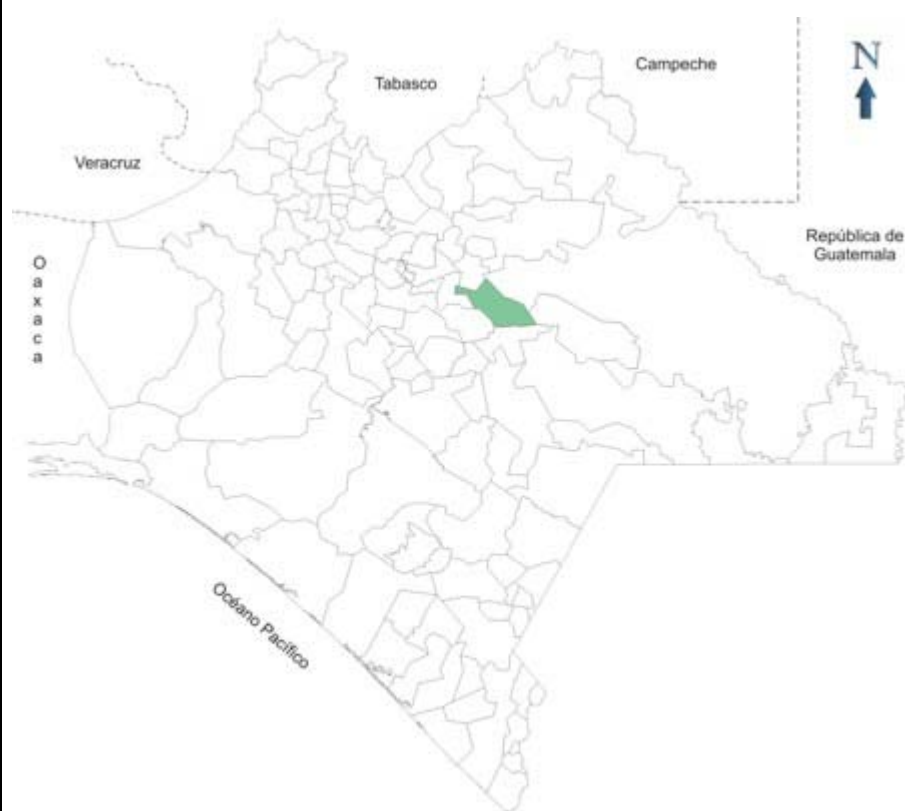 N
Tabasco
Campeche
Veracruz
República de
Guatemala
O
a
x
a
c
a
Océano Pacífico